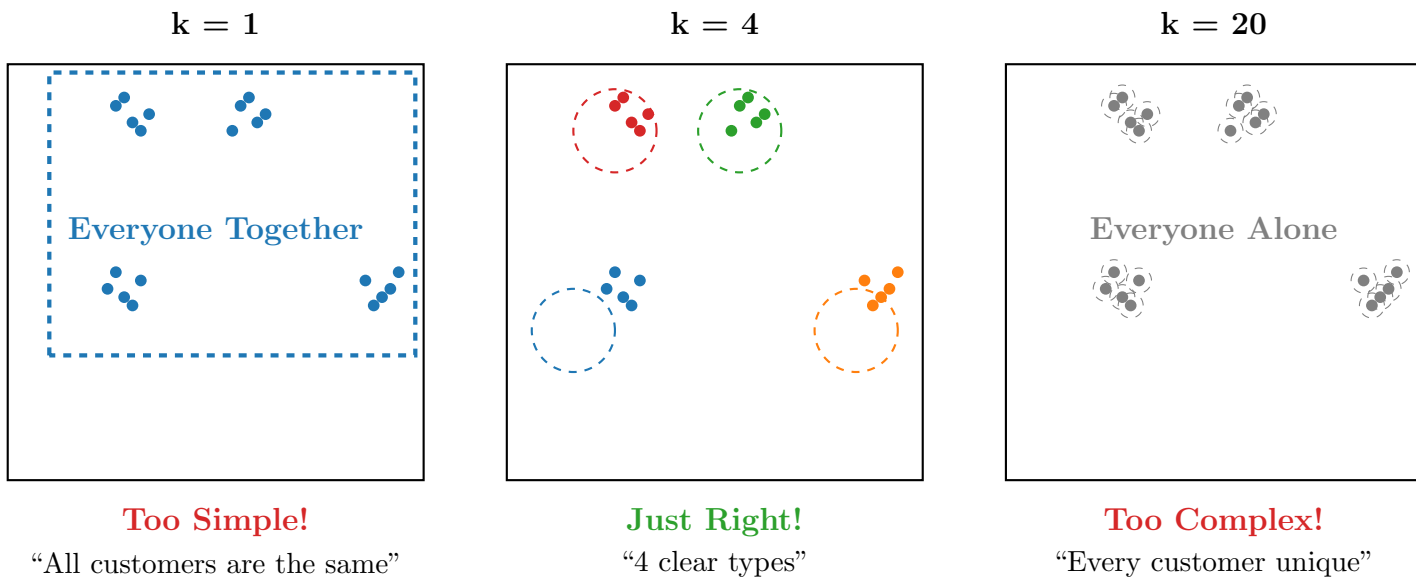 k = 1
k = 4
k = 20
Everyone Together
Everyone Alone
Too Simple!
Just Right!
Too Complex!
“All customers are the same”
“4 clear types”
“Every customer unique”